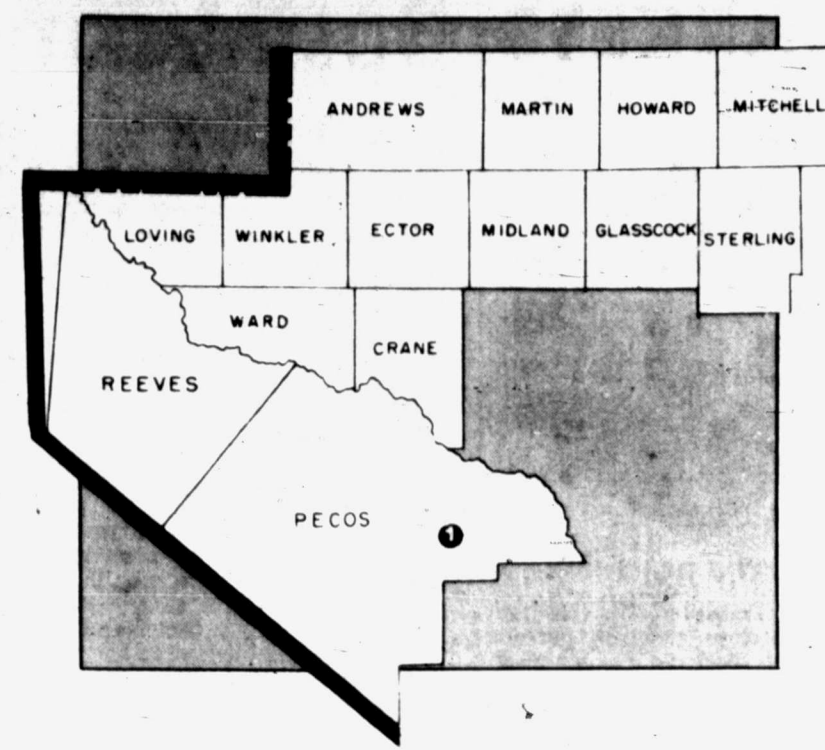 ANDREWS
MARTIN
HOWARD
MITCHELL
LOVING
WINKLER
ECTOR
MIDLAND
GLASSCOCK
STERLING
WARD
CRANE
REEVES
PECOS
1